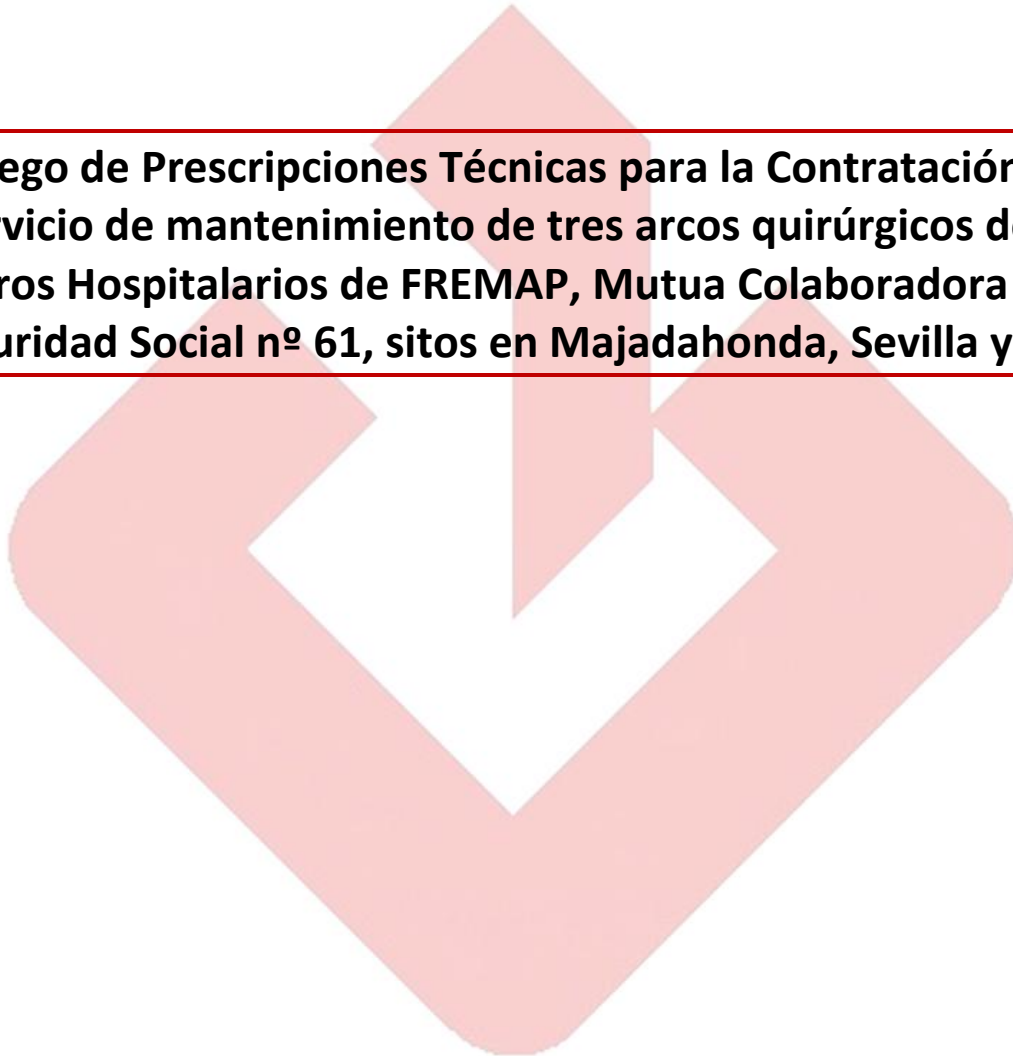 ego de Prescripciones Técnicas para la Contratación
vicio de mantenimiento de tres arcos quirúrgicos d
ros Hospitalarios de FREMAP, Mutua Colaboradora
uridad Social nº 61, sitos en Majadahonda, Sevilla y